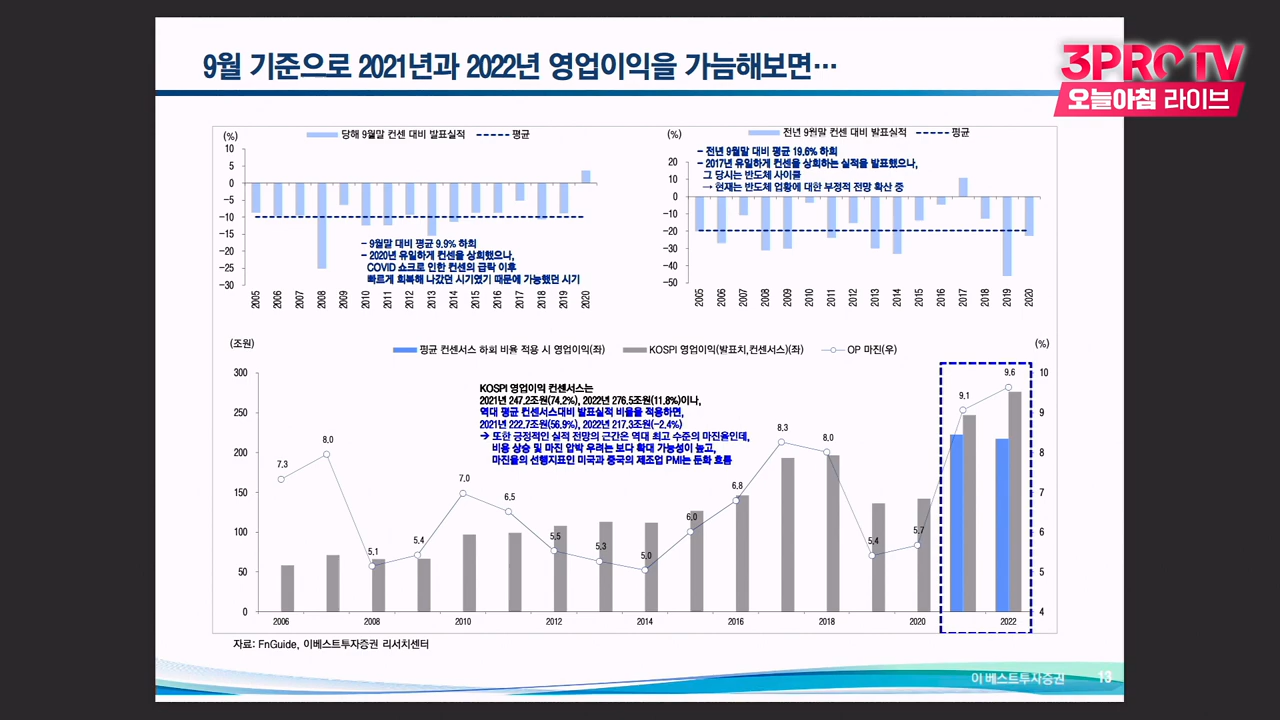 9월 기준으로 2021년과 2022년 영업이익을 가늠해보면…
3PROTV
오늘아침 라이브
(%)
당해 9월말 컨센 대비 발표실적
평균
10
5
0
−5
−10
−15
−20
−25
−30
- 9월말 대비 평균 9.9% 하회
- 2020년 유일하게 컨센을 상회했으나,
COVID 쇼크로 인한 컨센의 급락 이후
빠르게 회복해 나갔던 시기였기 때문에 가능했던 시기
2005 2006 2007 2008 2009 2010 2011 2012 2013 2014 2015 2016 2017 2018 2019 2020
(%)
전년 9월말 컨센 대비 발표실적
평균
- 전년 9월말 대비 평균 19.6% 하회
- 2017년 유일하게 컨센을 상회하는 실적을 발표했으나,
그 당시는 반도체 사이클
→ 현재는 반도체 업황에 대한 부정적 전망 확산 중
20
10
0
−10
−20
−30
−40
−50
2005 2006 2007 2008 2009 2010 2011 2012 2013 2014 2015 2016 2017 2018 2019 2020
(조원)
평균 컨센서스 하회 비율 적용 시 영업이익(좌)
KOSPI 영업이익(발표치,컨센서스)(좌)
OP 마진(우)
(%)
KOSPI 영업이익 컨센서스는
2021년 247.2조원(74.2%), 2022년 276.5조원(11.8%)이나,
역대 평균 컨센서스대비 발표실적 비율을 적용하면,
2021년 222.7조원(56.9%), 2022년 217.3조원(-2.4%)
→ 또한 긍정적인 실적 전망의 근간은 역대 최고 수준의 마진율인데,
비용 상승 및 마진 압박 우려는 보다 확대 가능성이 높고,
마진율의 선행지표인 미국과 중국의 제조업 PMI는 둔화 흐름
300
250
200
150
100
50
0
7.3
8.0
5.1
5.4
7.0
6.5
5.5
5.3
5.0
6.0
6.8
8.3
8.0
5.4
5.7
9.1
9.6
10
9
8
7
6
5
4
2006 2008 2010 2012 2014 2016 2018 2020 2022
자료: FnGuide, 이베스트투자증권 리서치센터
이베스트투자증권 13